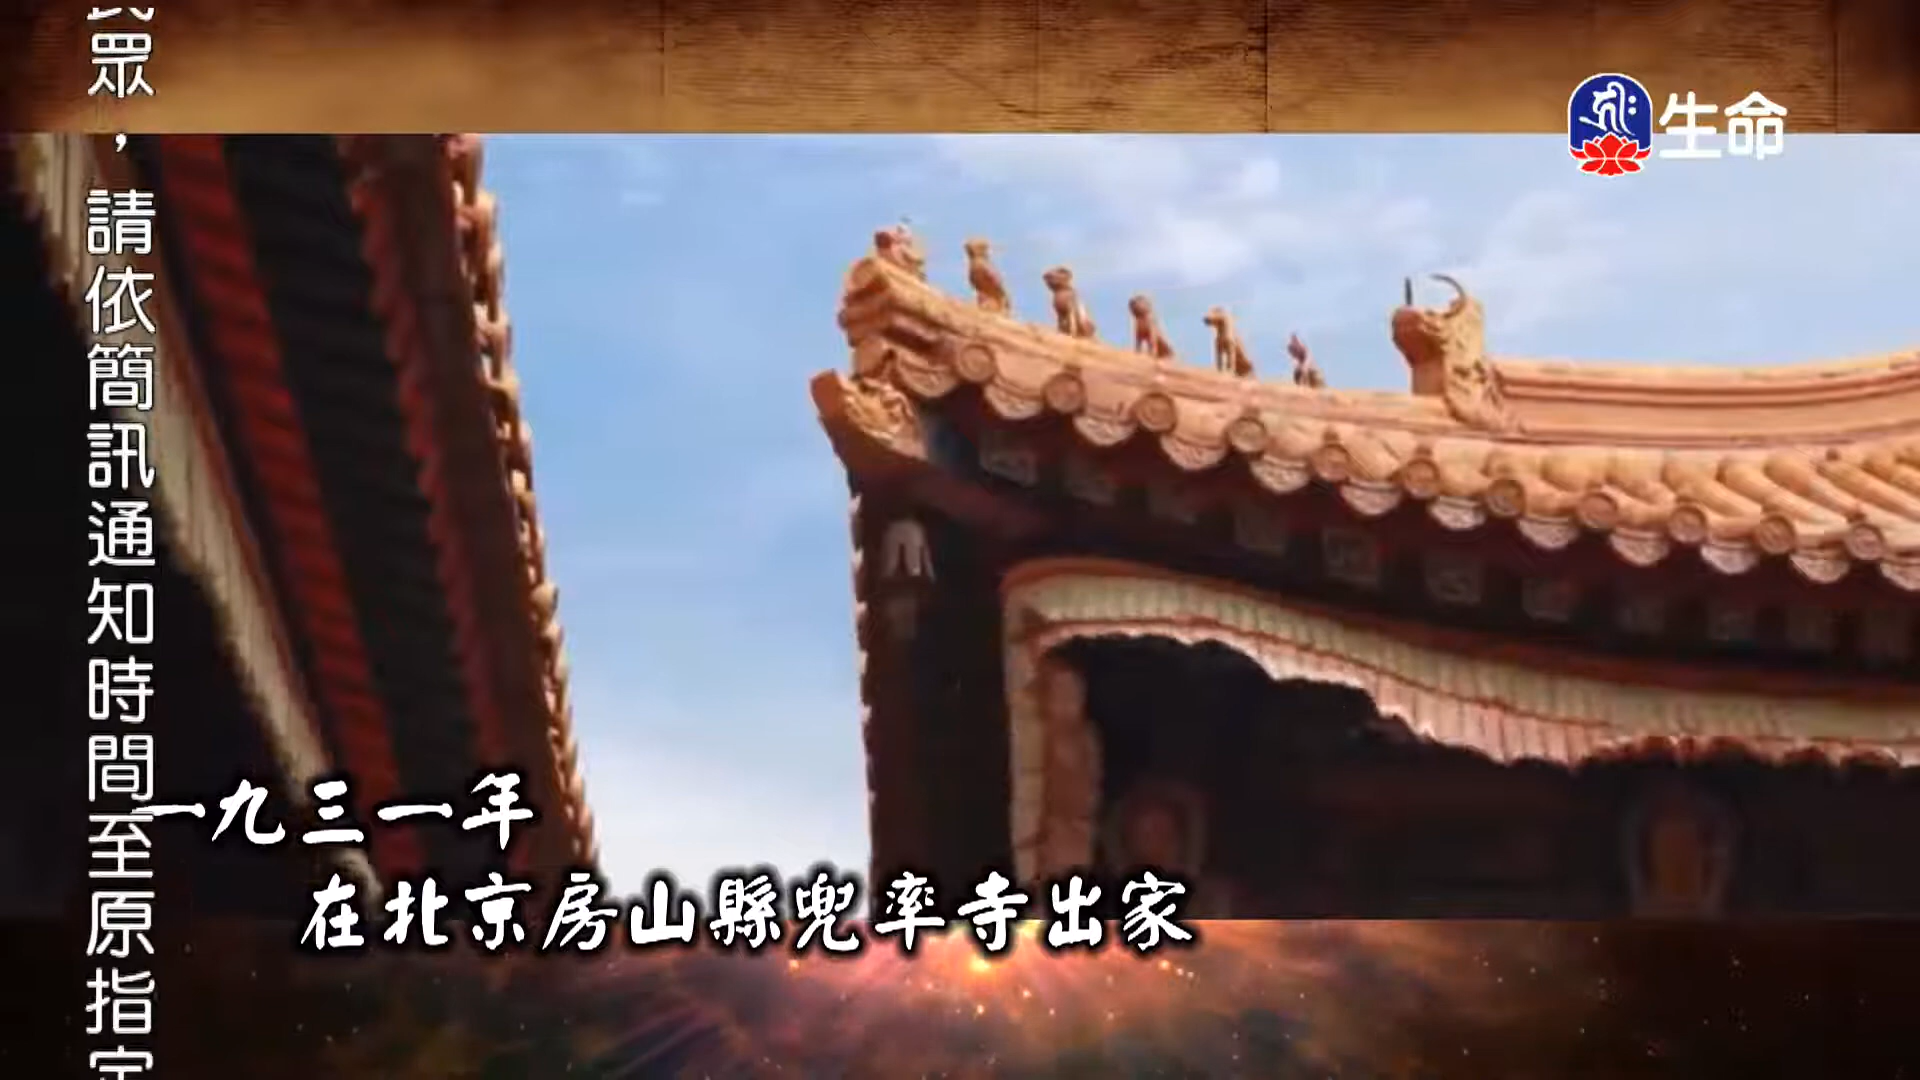 眾，請依簡訊通知時間至原指定
生命
一九三一年
在北京房山縣兜率寺出家